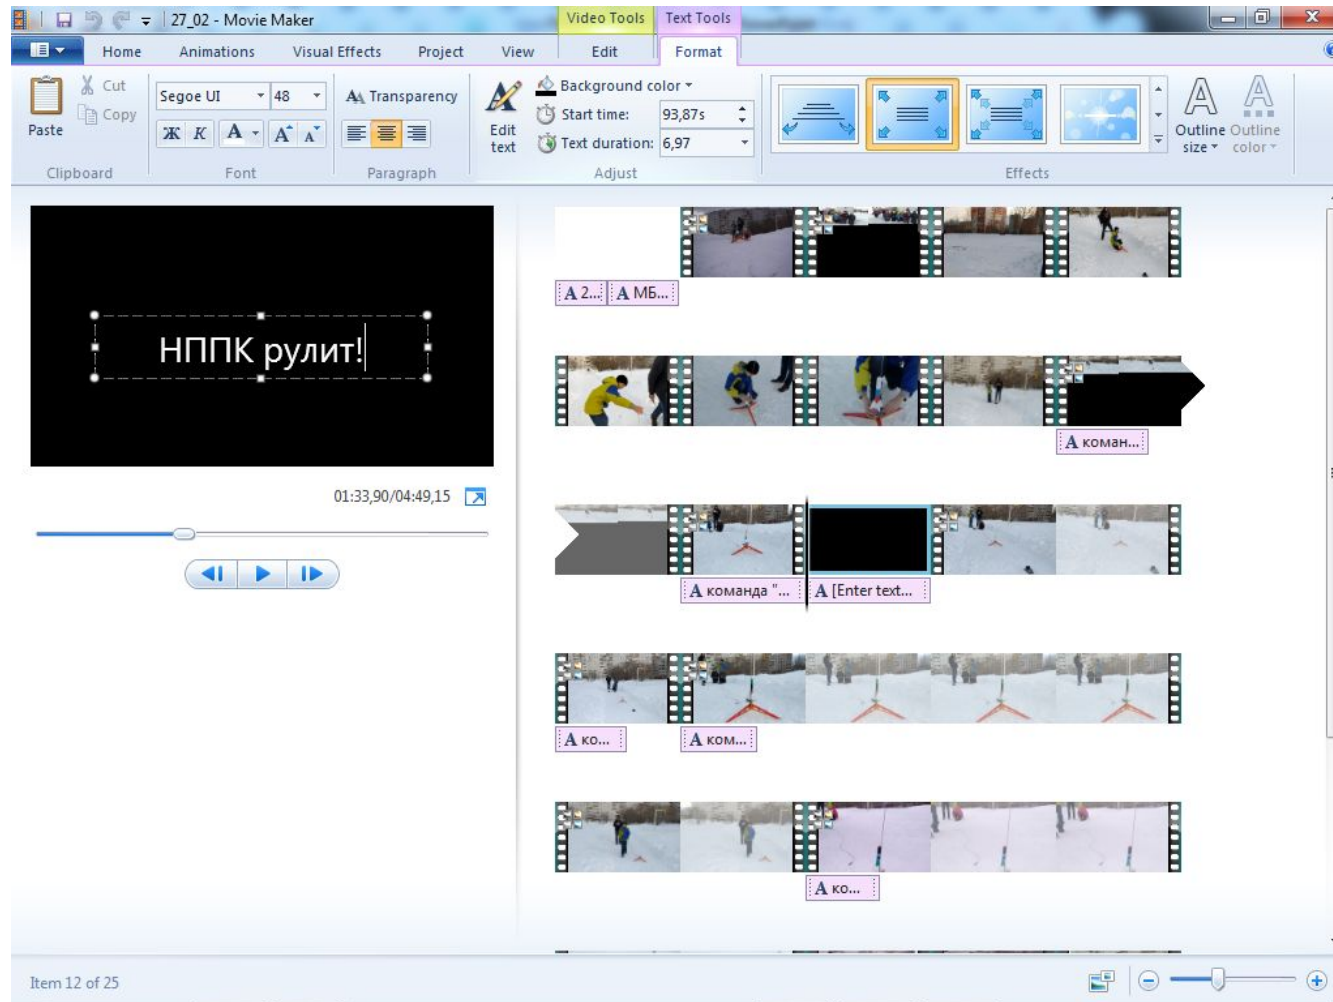 27_02 - Movie Maker
Video Tools
Text Tools
Home
Animations
Visual Effects
Project
View
Edit
Format
Paste
Cut
Copy
Clipboard
Segoe UI
48
Ж К A A A
Font
Transparency
Paragraph
Edit
text
Background color
Start time: 93,87s
Text duration: 6,97
Adjust
Effects
Outline
size
Outline
color
НППК рулит!
01:33,90/04:49,15
A 2...
A МБ...
A коман...
A команда "...
A [Enter text...
A ко...
A ком...
A ко...
Item 12 of 25